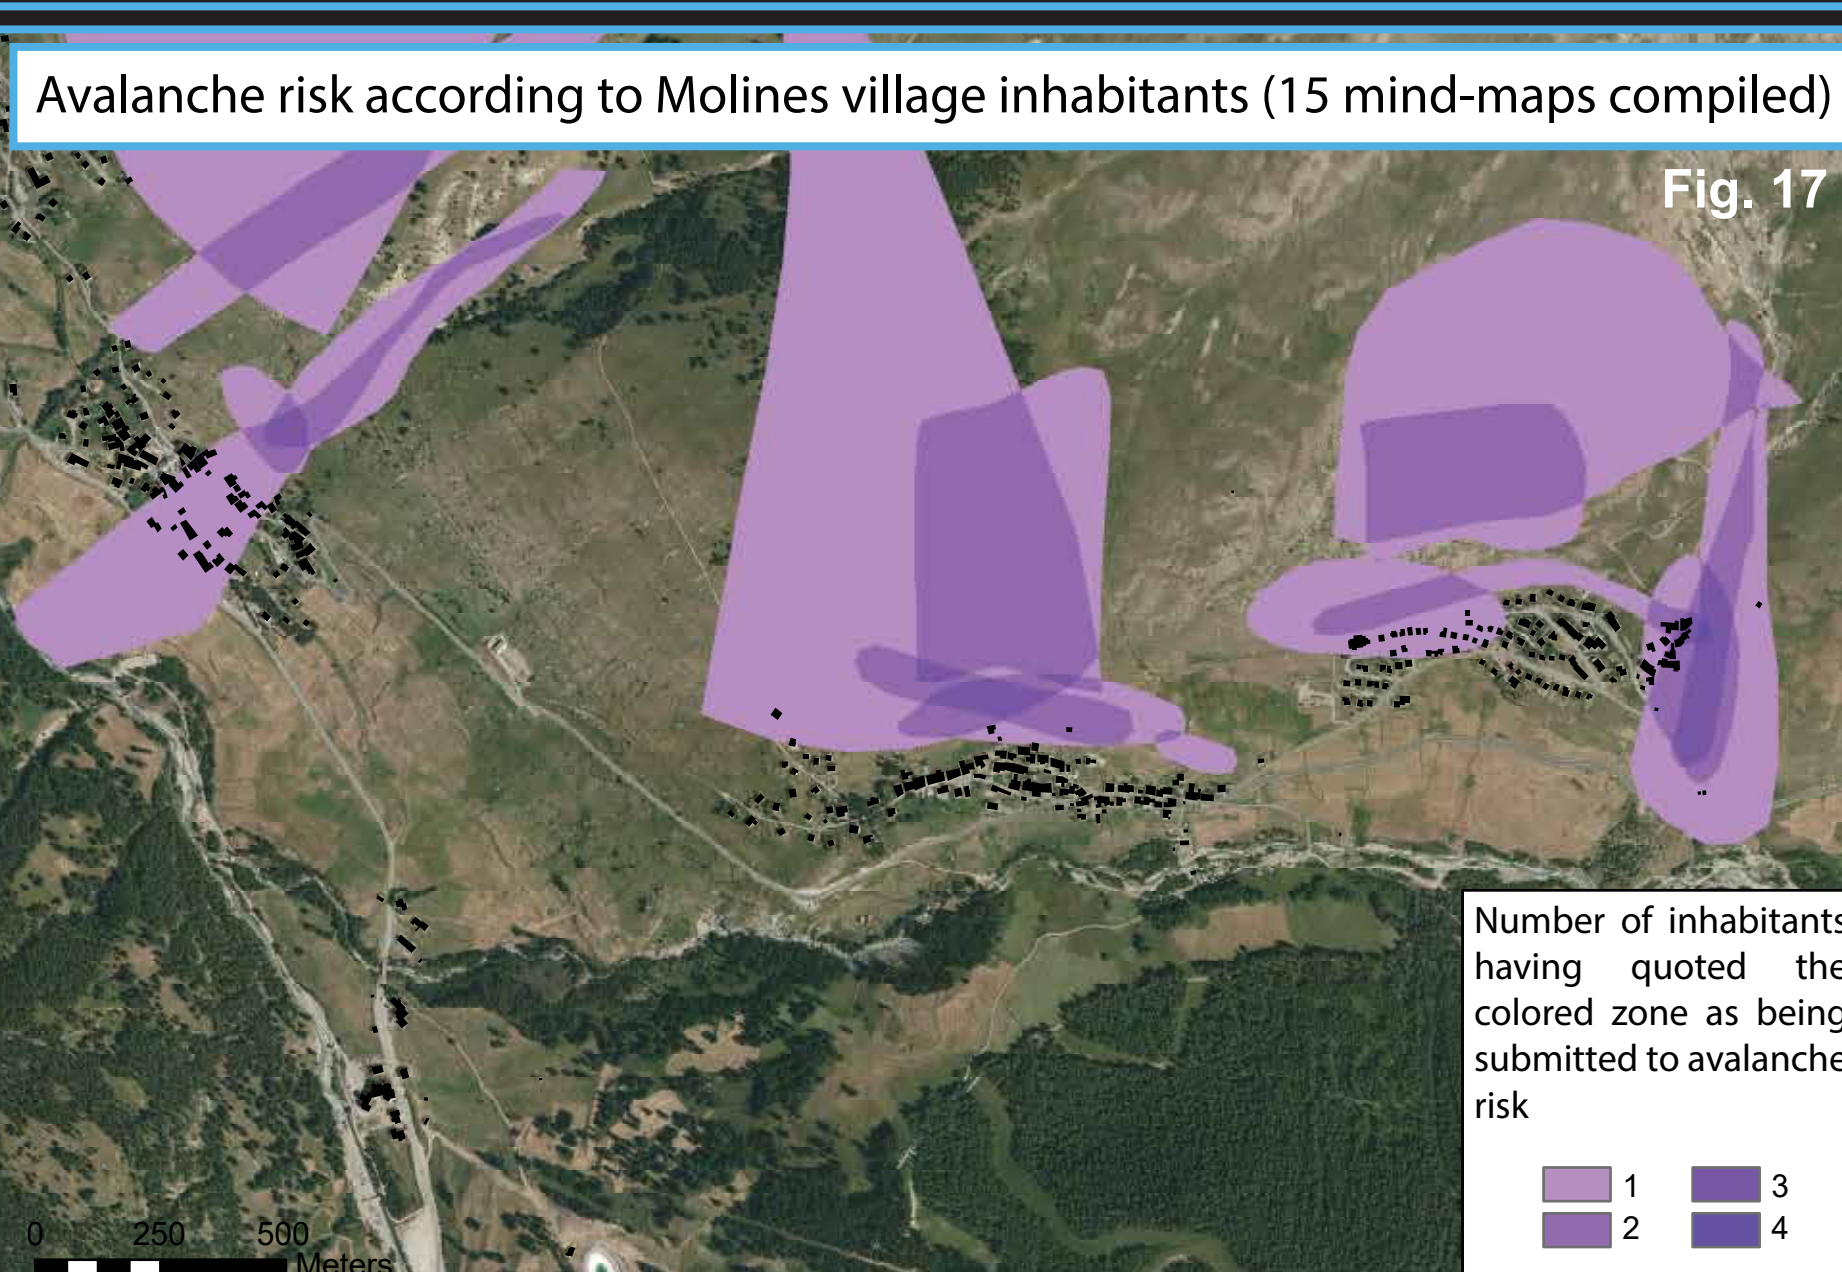 Avalanche risk according to Molines village inhabitants (15 mind-maps compiled)
Fig. 17
Number of inhabitants
having quoted the
colored zone as being
submitted to avalanche
risk
1 3
2 4
0 250 500
Meters